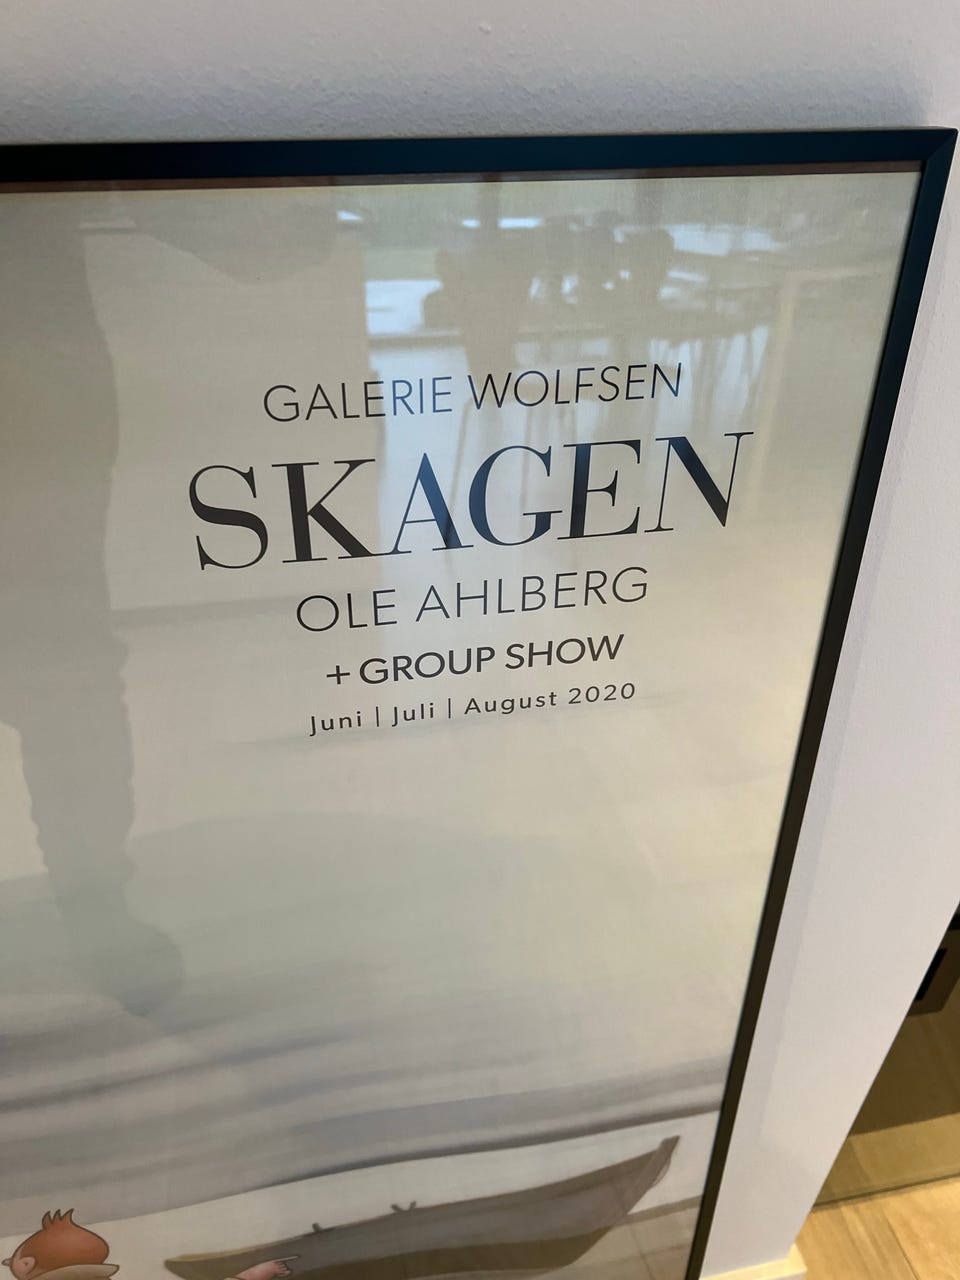 GALERIE WOLFSEN
SKAGEN
OLE AHLBERG
+ GROUP SHOW
Juni | Juli | August 2020